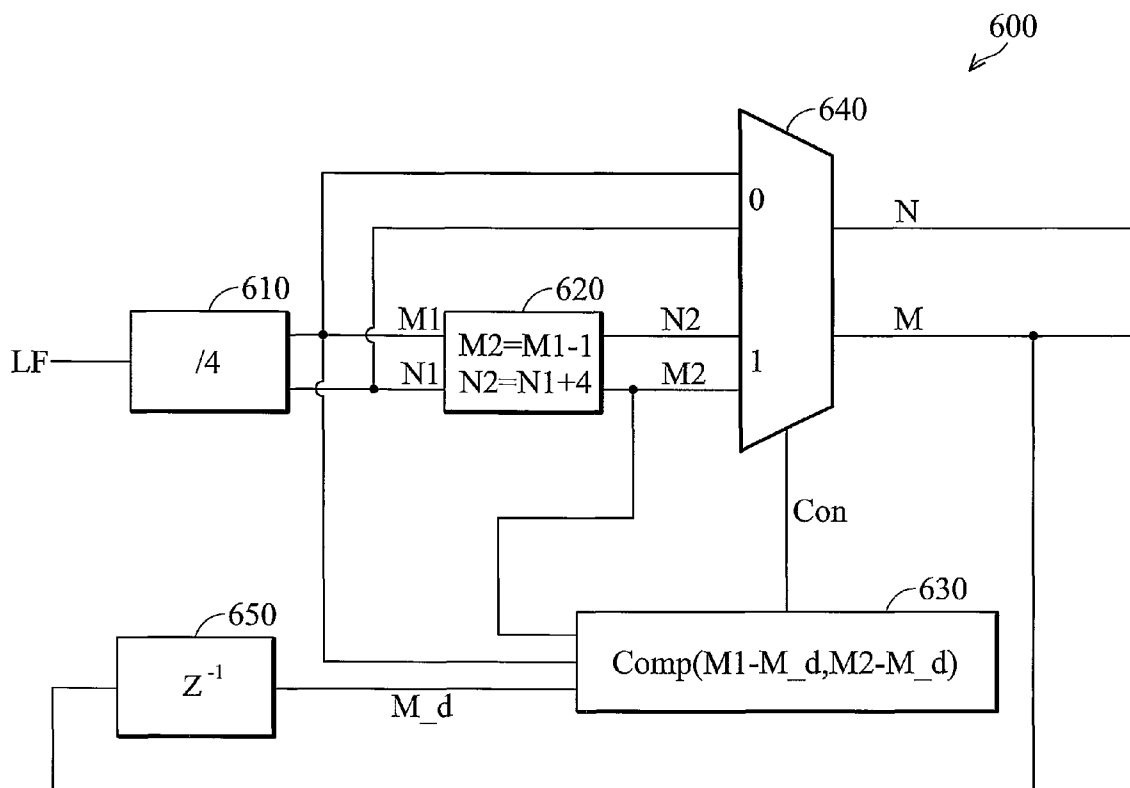 600
640
0
N
610
620
M1
N2
M
LF
/4
M2=M1-1
N2=N1+4
1
N1
M2
Con
650
630
Z-1
M_d
Comp(M1-M_d,M2-M_d)